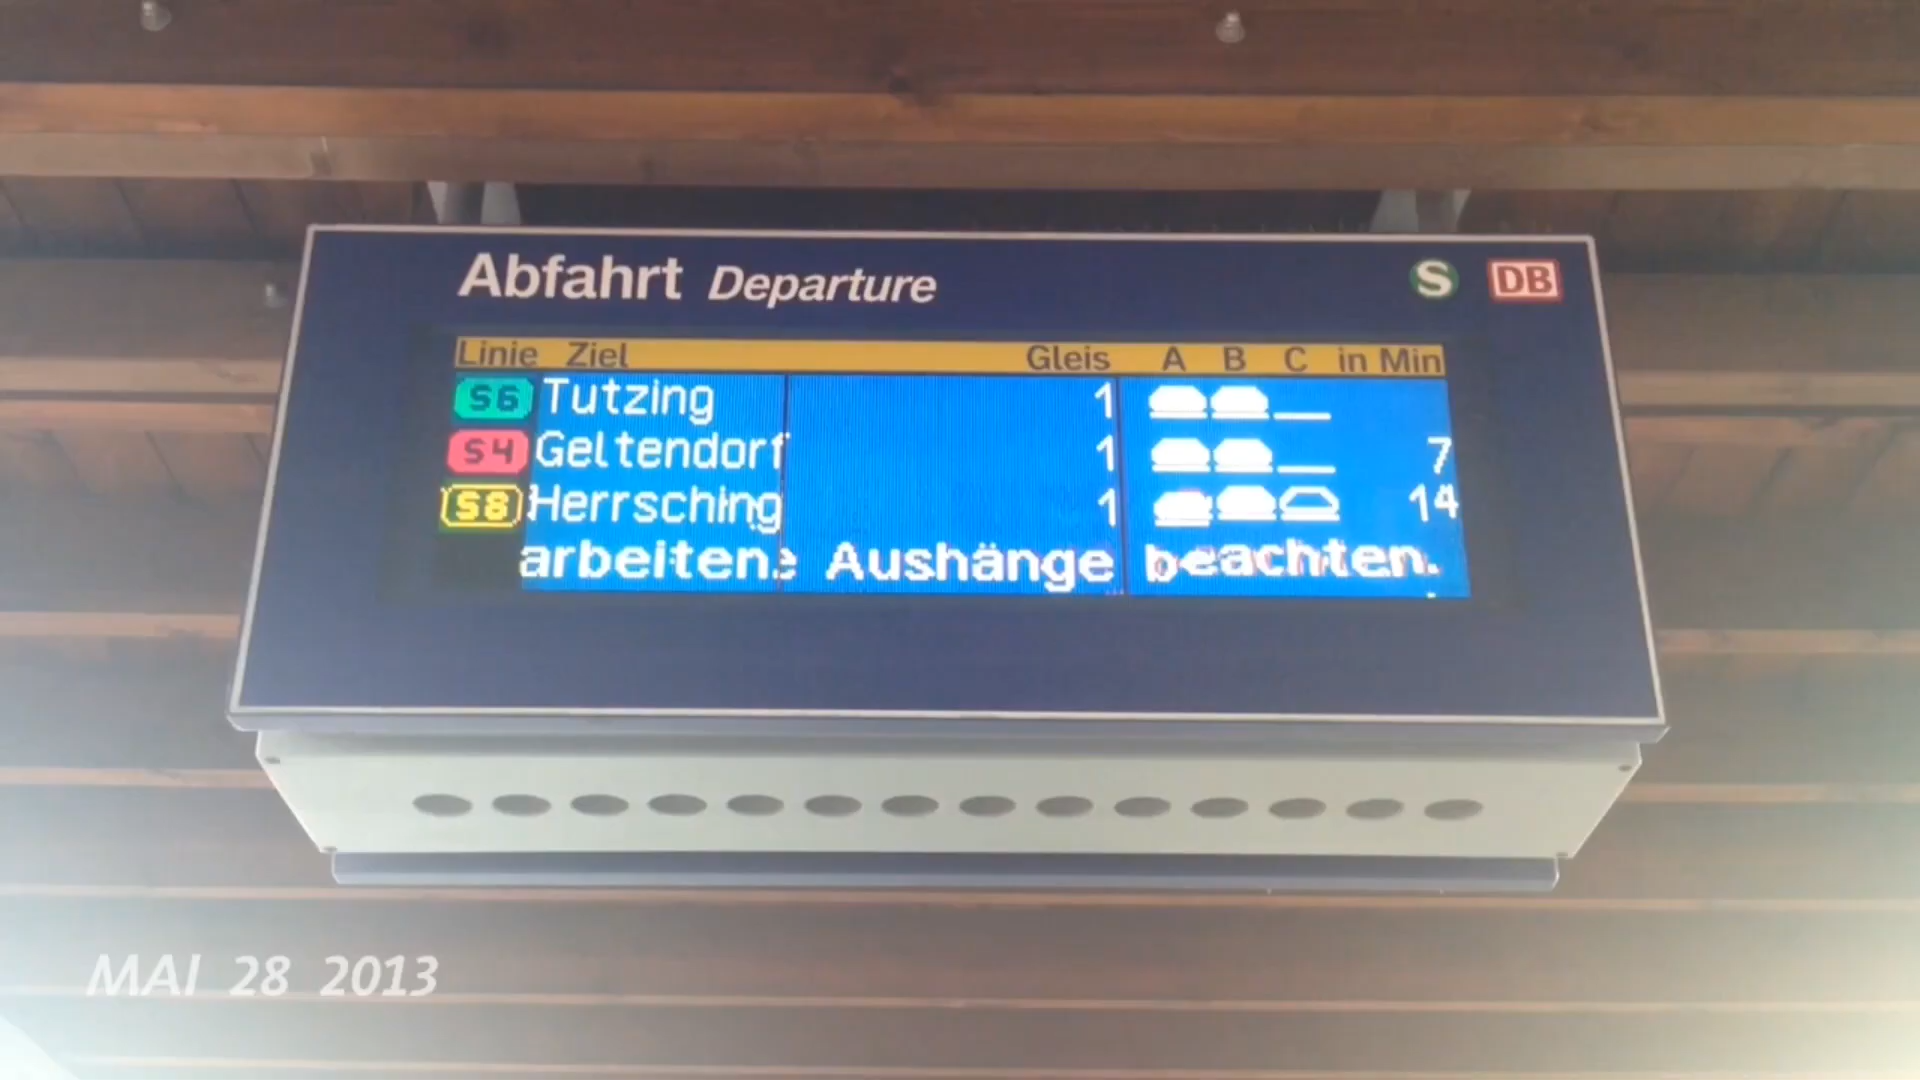 Abfahrt Departure S DB
Linie Ziel Gleis A B C in Min
S6 Tutzing 1
S4 Geltendorf 1 7
S8 Herrsching 1 14
arbeiten. Aushänge beachten.
MAI 28 2013